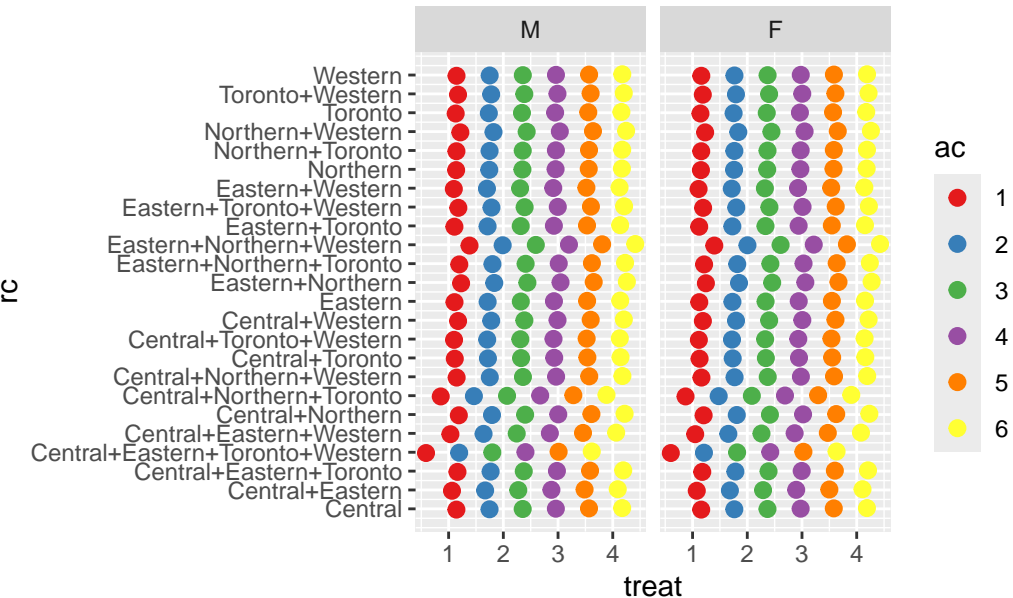 M
F
rc
Western
Toronto+Western
Toronto
Northern+Western
Northern+Toronto
Northern
Eastern+Western
Eastern+Toronto+Western
Eastern+Toronto
Eastern+Northern+Western
Eastern+Northern+Toronto
Eastern+Northern
Eastern
Central+Western
Central+Toronto+Western
Central+Toronto
Central+Northern+Western
Central+Northern+Toronto
Central+Northern
Central+Eastern+Western
Central+Eastern+Toronto+Western
Central+Eastern+Toronto
Central+Eastern
Central
1 2 3 4
1 2 3 4
treat
ac
1
2
3
4
5
6